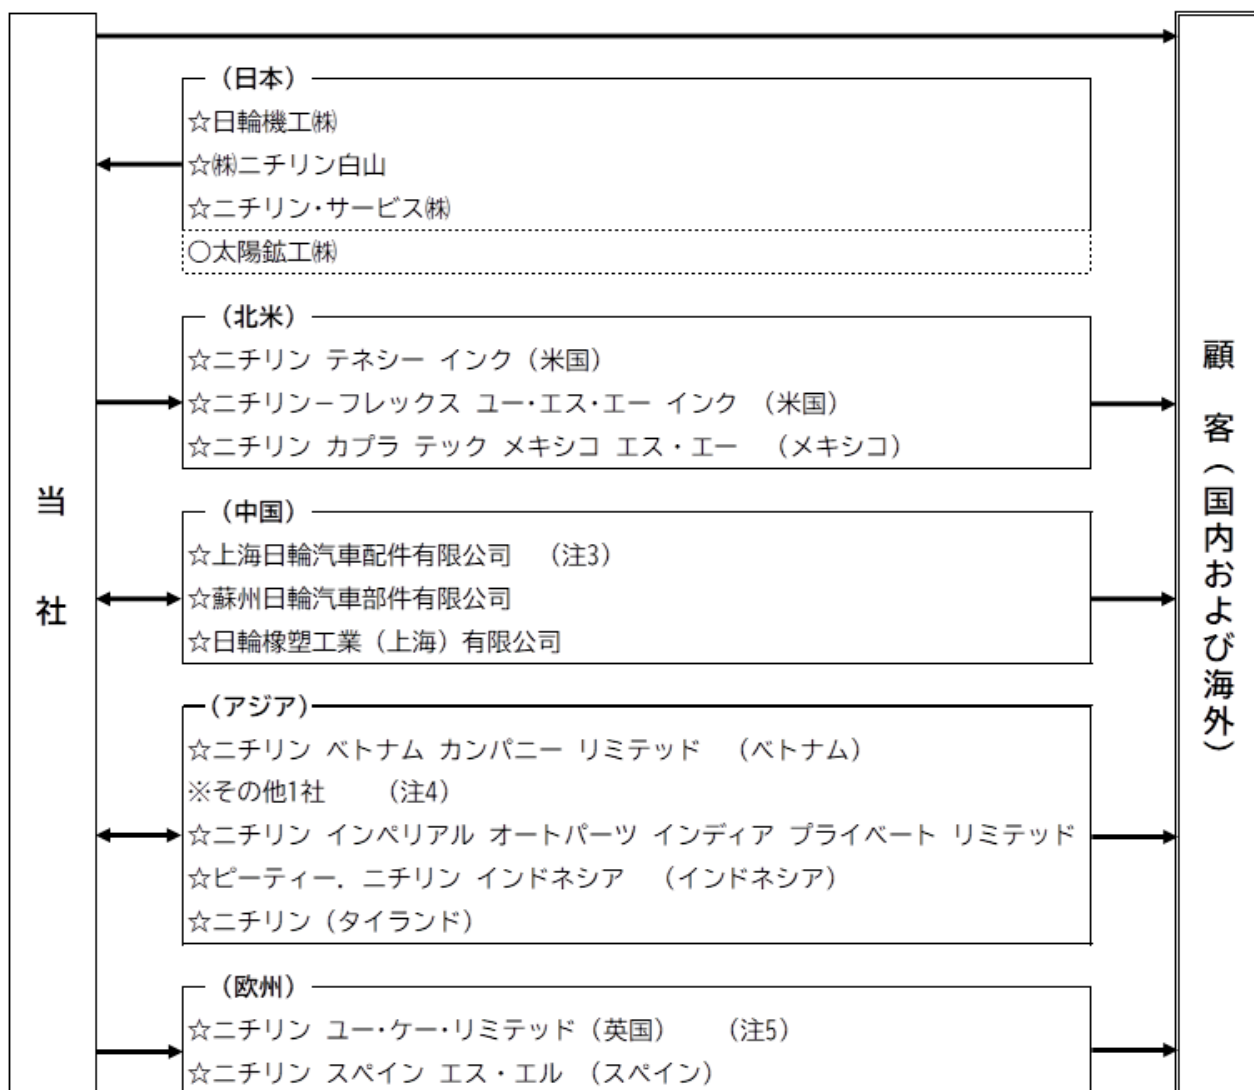 当社
（日本）
☆日輪機工㈱
☆㈱ニチリン白山
☆ニチリン・サービス㈱
○太陽鉱工㈱
（北米）
☆ニチリン テネシー インク（米国）
☆ニチリン－フレックス ユー・エス・エー インク （米国）
☆ニチリン カプラ テック メキシコ エス・エー （メキシコ）
（中国）
☆上海日輪汽車配件有限公司 （注3）
☆蘇州日輪汽車部件有限公司
☆日輪橡塑工業（上海）有限公司
（アジア）
☆ニチリン ベトナム カンパニー リミテッド （ベトナム）
※その他1社 （注4）
☆ニチリン インペリアル オートパーツ インディア プライベート リミテッド
☆ピーティー．ニチリン インドネシア （インドネシア）
☆ニチリン（タイランド）
（欧州）
☆ニチリン ユー・ケー・リミテッド（英国） （注5）
☆ニチリン スペイン エス・エル （スペイン）
顧客（国内および海外）